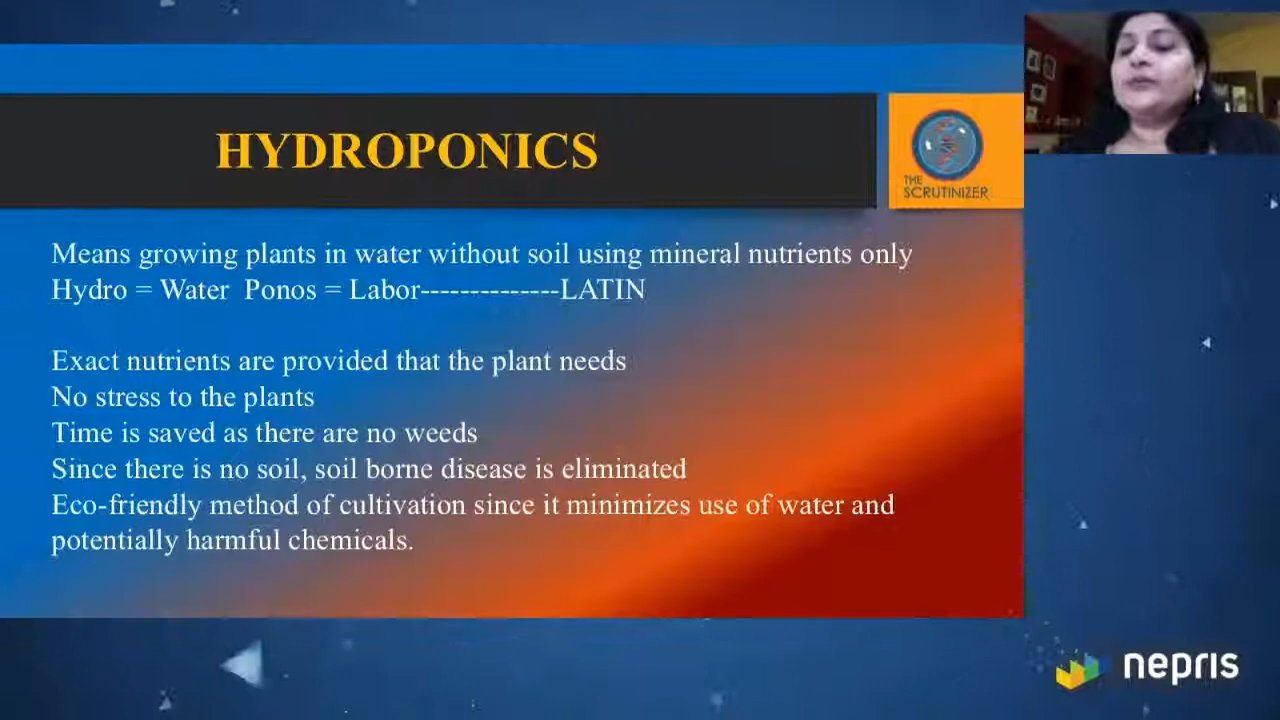 HYDROPONICS
THE
SCRUTINIZER
Means growing plants in water without soil using mineral nutrients only
Hydro = Water  Ponos = Labor--------------LATIN
Exact nutrients are provided that the plant needs
No stress to the plants
Time is saved as there are no weeds
Since there is no soil, soil borne disease is eliminated
Eco-friendly method of cultivation since it minimizes use of water and
potentially harmful chemicals.
nepris